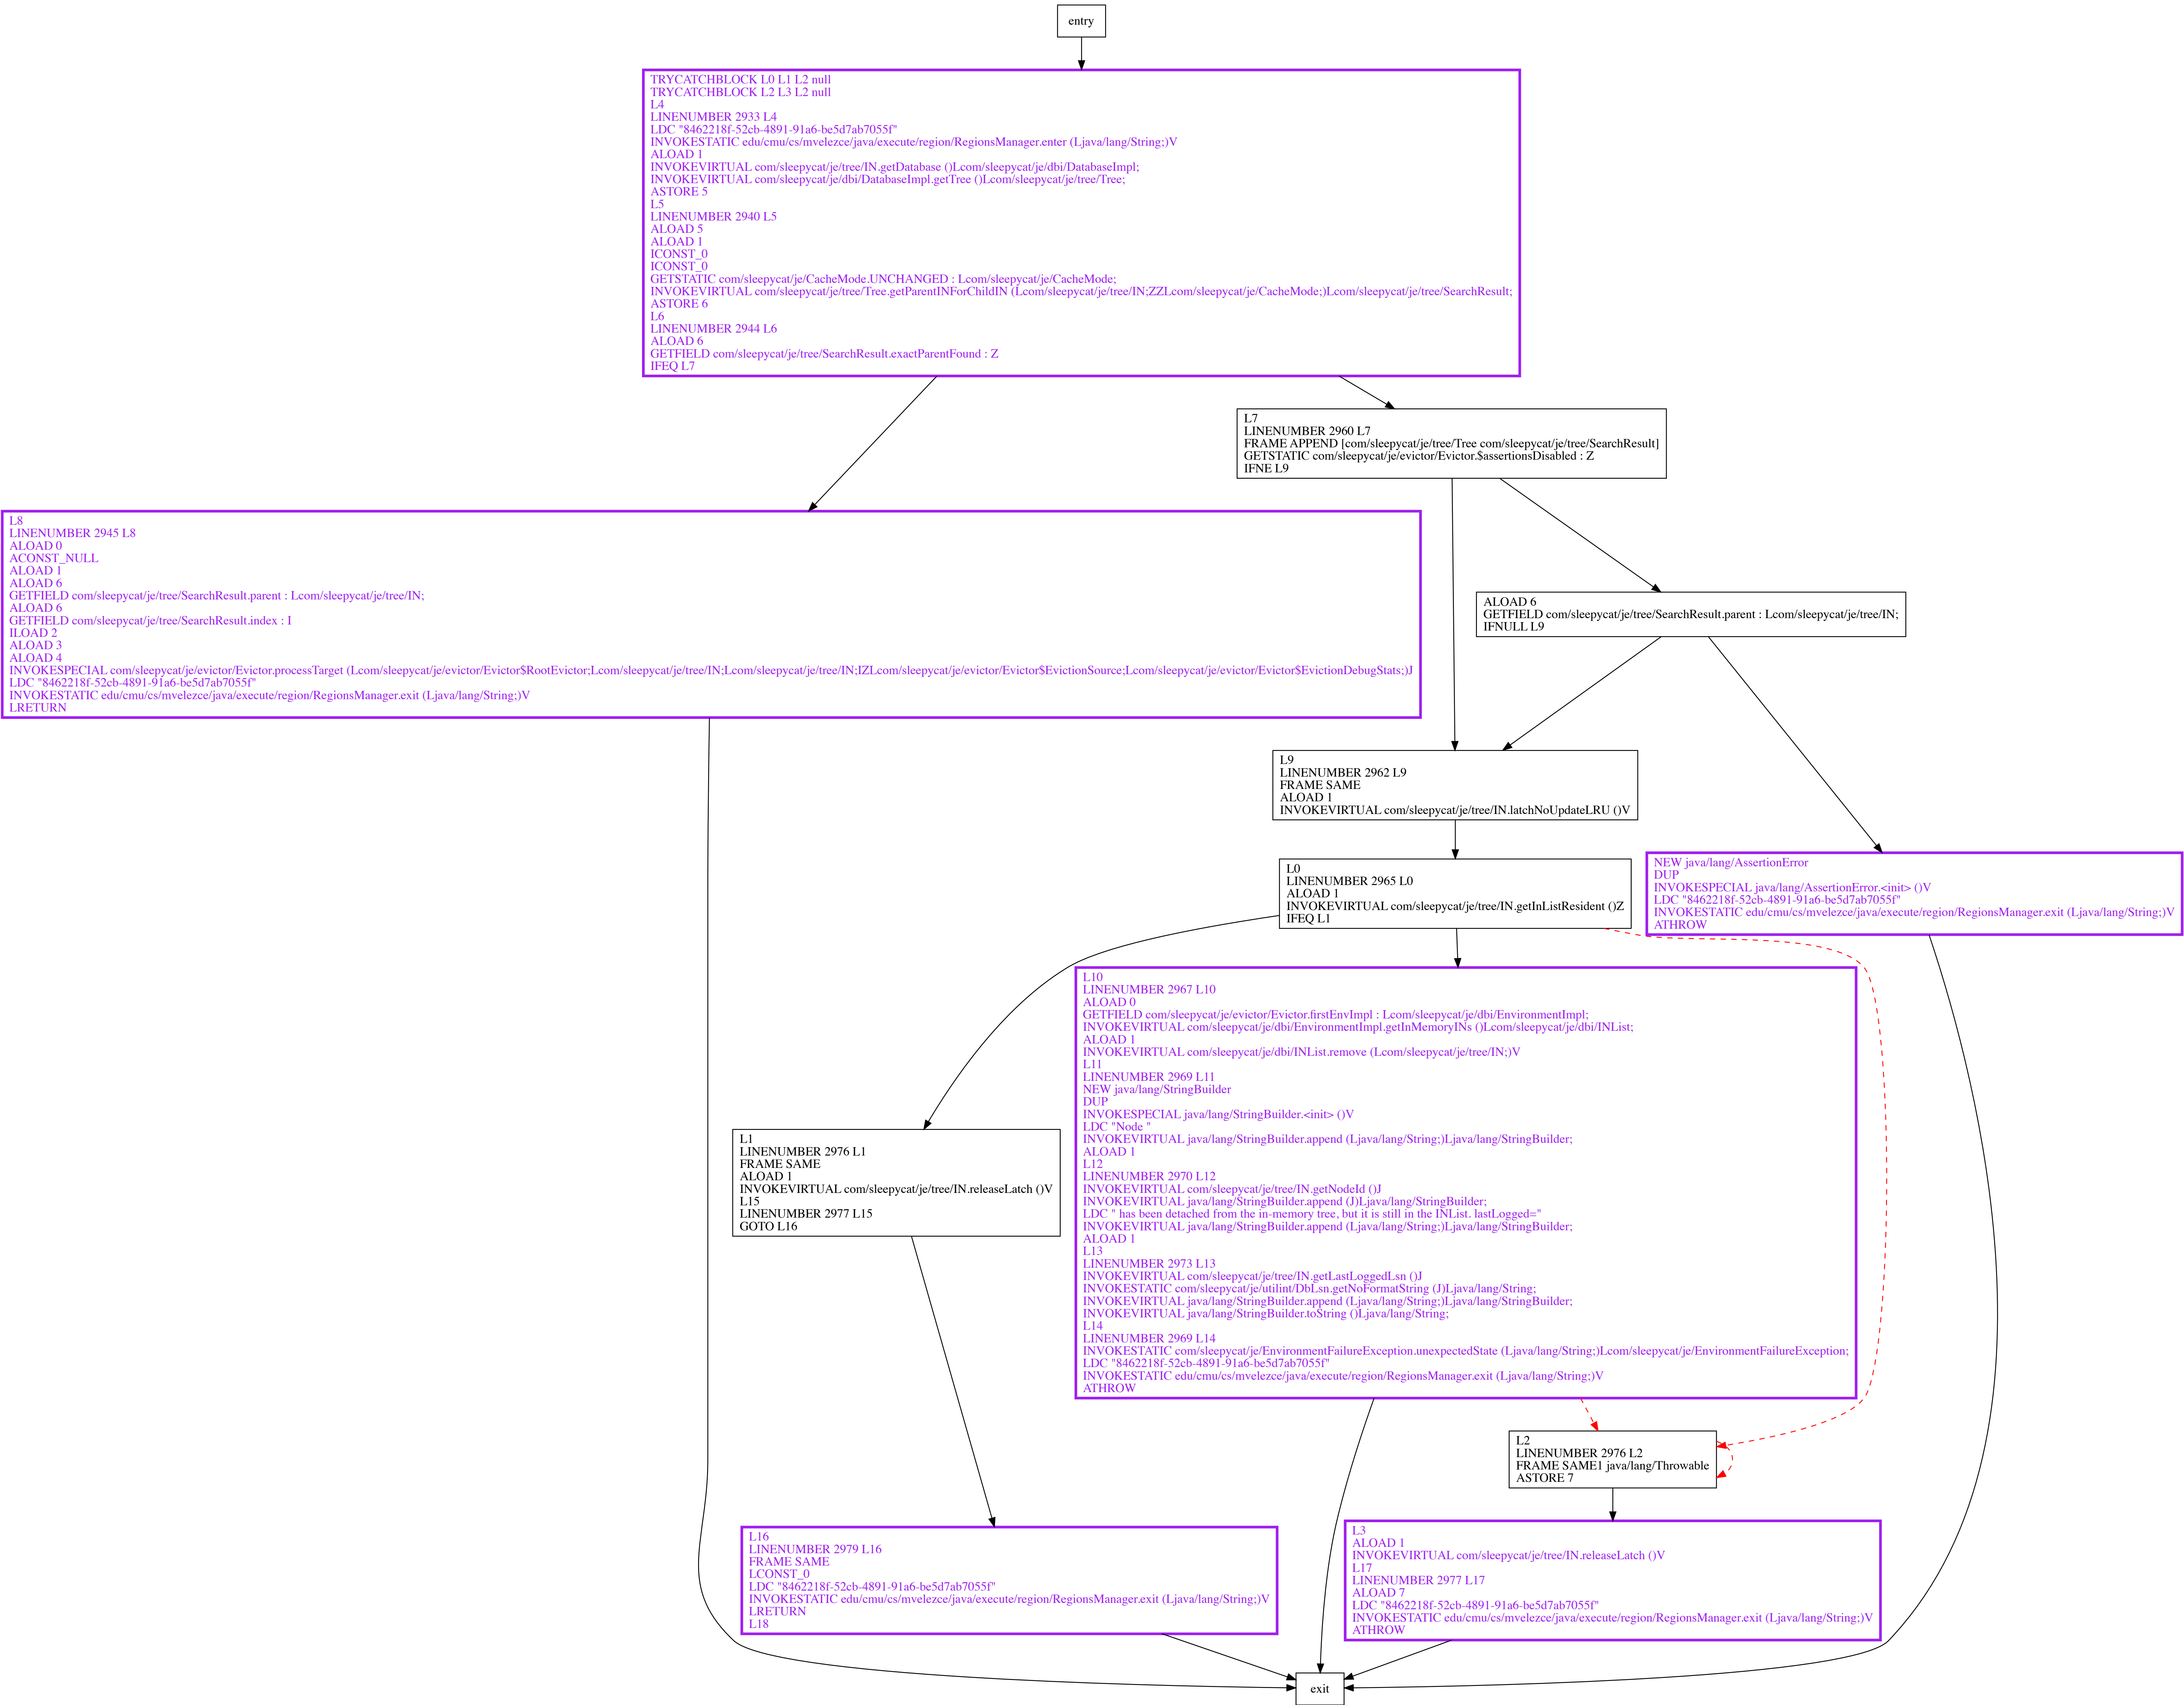 entry
TRYCATCHBLOCK L0 L1 L2 null
TRYCATCHBLOCK L2 L3 L2 null
L4
LINENUMBER 2933 L4
LDC "8462218f-52cb-4891-91a6-be5d7ab7055f"
INVOKESTATIC edu/cmu/cs/mvelezce/java/execute/region/RegionsManager.enter (Ljava/lang/String;)V
ALOAD 1
INVOKEVIRTUAL com/sleepycat/je/tree/IN.getDatabase ()Lcom/sleepycat/je/dbi/DatabaseImpl;
INVOKEVIRTUAL com/sleepycat/je/dbi/DatabaseImpl.getTree ()Lcom/sleepycat/je/tree/Tree;
ASTORE 5
L5
LINENUMBER 2940 L5
ALOAD 5
ALOAD 1
ICONST_0
ICONST_0
GETSTATIC com/sleepycat/je/CacheMode.UNCHANGED : Lcom/sleepycat/je/CacheMode;
INVOKEVIRTUAL com/sleepycat/je/tree/Tree.getParentINForChildIN (Lcom/sleepycat/je/tree/IN;ZZLcom/sleepycat/je/CacheMode;)Lcom/sleepycat/je/tree/SearchResult;
ASTORE 6
L6
LINENUMBER 2944 L6
ALOAD 6
GETFIELD com/sleepycat/je/tree/SearchResult.exactParentFound : Z
IFEQ L7
L7
LINENUMBER 2960 L7
FRAME APPEND [com/sleepycat/je/tree/Tree com/sleepycat/je/tree/SearchResult]
GETSTATIC com/sleepycat/je/evictor/Evictor.$assertionsDisabled : Z
IFNE L9
L8
LINENUMBER 2945 L8
ALOAD 0
ACONST_NULL
ALOAD 1
ALOAD 6
GETFIELD com/sleepycat/je/tree/SearchResult.parent : Lcom/sleepycat/je/tree/IN;
ALOAD 6
GETFIELD com/sleepycat/je/tree/SearchResult.index : I
ILOAD 2
ALOAD 3
ALOAD 4
INVOKESPECIAL com/sleepycat/je/evictor/Evictor.processTarget (Lcom/sleepycat/je/evictor/Evictor$RootEvictor;Lcom/sleepycat/je/tree/IN;Lcom/sleepycat/je/tree/IN;IZLcom/sleepycat/je/evictor/Evictor$EvictionSource;Lcom/sleepycat/je/evictor/Evictor$EvictionDebugStats;)J
LDC "8462218f-52cb-4891-91a6-be5d7ab7055f"
INVOKESTATIC edu/cmu/cs/mvelezce/java/execute/region/RegionsManager.exit (Ljava/lang/String;)V
LRETURN
ALOAD 6
GETFIELD com/sleepycat/je/tree/SearchResult.parent : Lcom/sleepycat/je/tree/IN;
IFNULL L9
L9
LINENUMBER 2962 L9
FRAME SAME
ALOAD 1
INVOKEVIRTUAL com/sleepycat/je/tree/IN.latchNoUpdateLRU ()V
L0
LINENUMBER 2965 L0
ALOAD 1
INVOKEVIRTUAL com/sleepycat/je/tree/IN.getInListResident ()Z
IFEQ L1
NEW java/lang/AssertionError
DUP
INVOKESPECIAL java/lang/AssertionError.<init> ()V
LDC "8462218f-52cb-4891-91a6-be5d7ab7055f"
INVOKESTATIC edu/cmu/cs/mvelezce/java/execute/region/RegionsManager.exit (Ljava/lang/String;)V
ATHROW
L10
LINENUMBER 2967 L10
ALOAD 0
GETFIELD com/sleepycat/je/evictor/Evictor.firstEnvImpl : Lcom/sleepycat/je/dbi/EnvironmentImpl;
INVOKEVIRTUAL com/sleepycat/je/dbi/EnvironmentImpl.getInMemoryINs ()Lcom/sleepycat/je/dbi/INList;
ALOAD 1
INVOKEVIRTUAL com/sleepycat/je/dbi/INList.remove (Lcom/sleepycat/je/tree/IN;)V
L11
LINENUMBER 2969 L11
NEW java/lang/StringBuilder
DUP
INVOKESPECIAL java/lang/StringBuilder.<init> ()V
LDC "Node "
INVOKEVIRTUAL java/lang/StringBuilder.append (Ljava/lang/String;)Ljava/lang/StringBuilder;
ALOAD 1
L12
LINENUMBER 2970 L12
INVOKEVIRTUAL com/sleepycat/je/tree/IN.getNodeId ()J
INVOKEVIRTUAL java/lang/StringBuilder.append (J)Ljava/lang/StringBuilder;
LDC " has been detached from the in-memory tree, but it is still in the INList. lastLogged="
INVOKEVIRTUAL java/lang/StringBuilder.append (Ljava/lang/String;)Ljava/lang/StringBuilder;
ALOAD 1
L13
LINENUMBER 2973 L13
INVOKEVIRTUAL com/sleepycat/je/tree/IN.getLastLoggedLsn ()J
INVOKESTATIC com/sleepycat/je/utilint/DbLsn.getNoFormatString (J)Ljava/lang/String;
INVOKEVIRTUAL java/lang/StringBuilder.append (Ljava/lang/String;)Ljava/lang/StringBuilder;
INVOKEVIRTUAL java/lang/StringBuilder.toString ()Ljava/lang/String;
L14
LINENUMBER 2969 L14
INVOKESTATIC com/sleepycat/je/EnvironmentFailureException.unexpectedState (Ljava/lang/String;)Lcom/sleepycat/je/EnvironmentFailureException;
LDC "8462218f-52cb-4891-91a6-be5d7ab7055f"
INVOKESTATIC edu/cmu/cs/mvelezce/java/execute/region/RegionsManager.exit (Ljava/lang/String;)V
ATHROW
L1
LINENUMBER 2976 L1
FRAME SAME
ALOAD 1
INVOKEVIRTUAL com/sleepycat/je/tree/IN.releaseLatch ()V
L15
LINENUMBER 2977 L15
GOTO L16
L2
LINENUMBER 2976 L2
FRAME SAME1 java/lang/Throwable
ASTORE 7
L16
LINENUMBER 2979 L16
FRAME SAME
LCONST_0
LDC "8462218f-52cb-4891-91a6-be5d7ab7055f"
INVOKESTATIC edu/cmu/cs/mvelezce/java/execute/region/RegionsManager.exit (Ljava/lang/String;)V
LRETURN
L18
L3
ALOAD 1
INVOKEVIRTUAL com/sleepycat/je/tree/IN.releaseLatch ()V
L17
LINENUMBER 2977 L17
ALOAD 7
LDC "8462218f-52cb-4891-91a6-be5d7ab7055f"
INVOKESTATIC edu/cmu/cs/mvelezce/java/execute/region/RegionsManager.exit (Ljava/lang/String;)V
ATHROW
exit